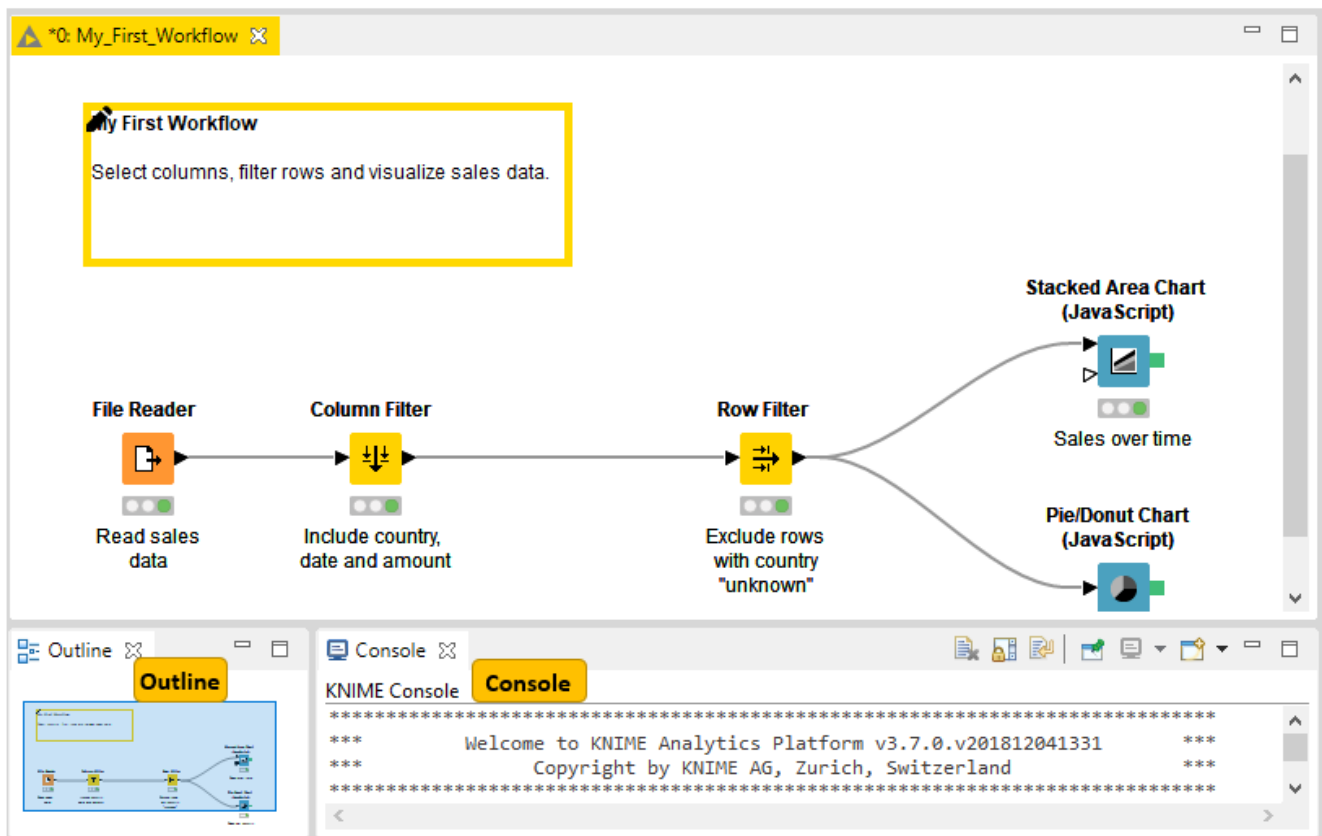 *0: My_First_Workflow
My First Workflow
Select columns, filter rows and visualize sales data.
Stacked Area Chart
(JavaScript)
Sales over time
File Reader
Read sales
data
Column Filter
Include country,
date and amount
Row Filter
Exclude rows
with country
"unknown"
Pie/Donut Chart
(JavaScript)
Outline
Outline
Console
KNIME Console
Console
******************************************************************************
*** Welcome to KNIME Analytics Platform v3.7.0.v201812041331 ***
*** Copyright by KNIME AG, Zurich, Switzerland ***
******************************************************************************